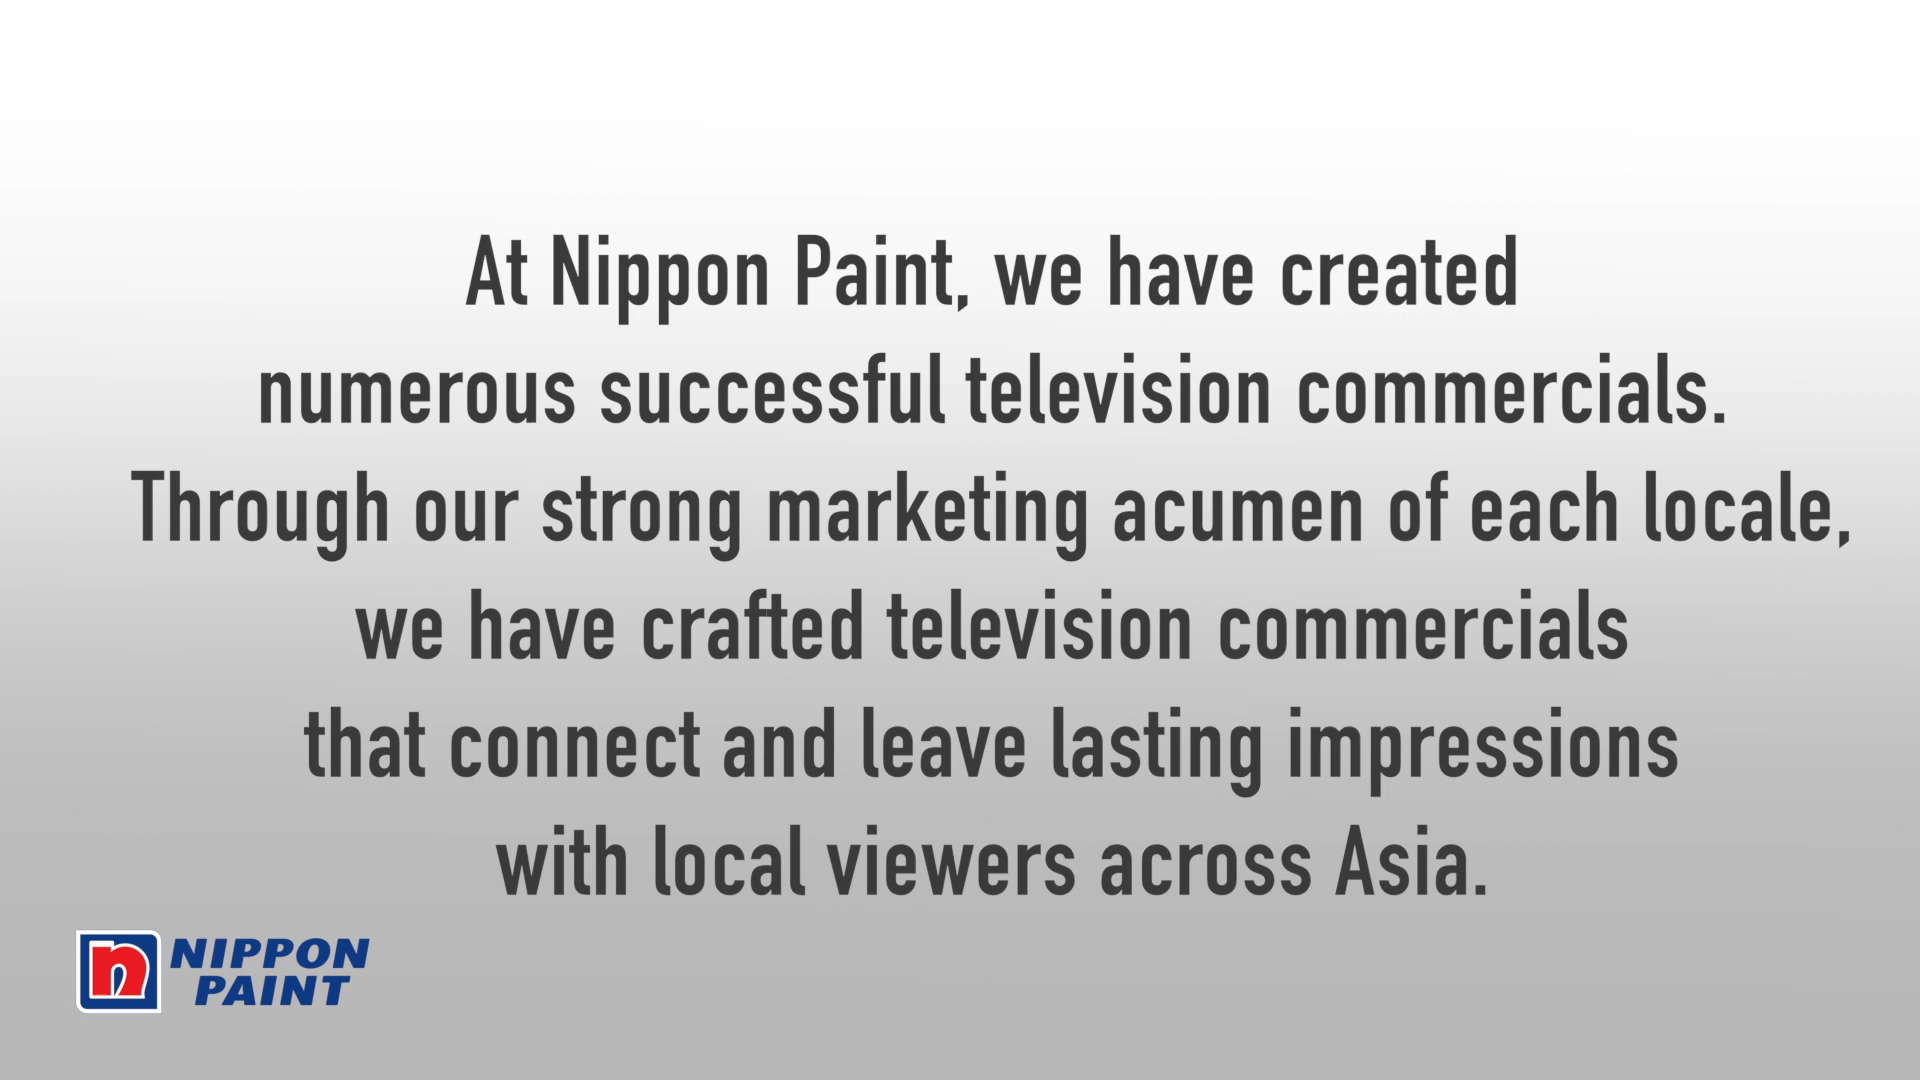 At Nippon Paint, we have created
numerous successful television commercials.
Through our strong marketing acumen of each locale,
we have crafted television commercials
that connect and leave lasting impressions
with local viewers across Asia.
n NIPPON
PAINT